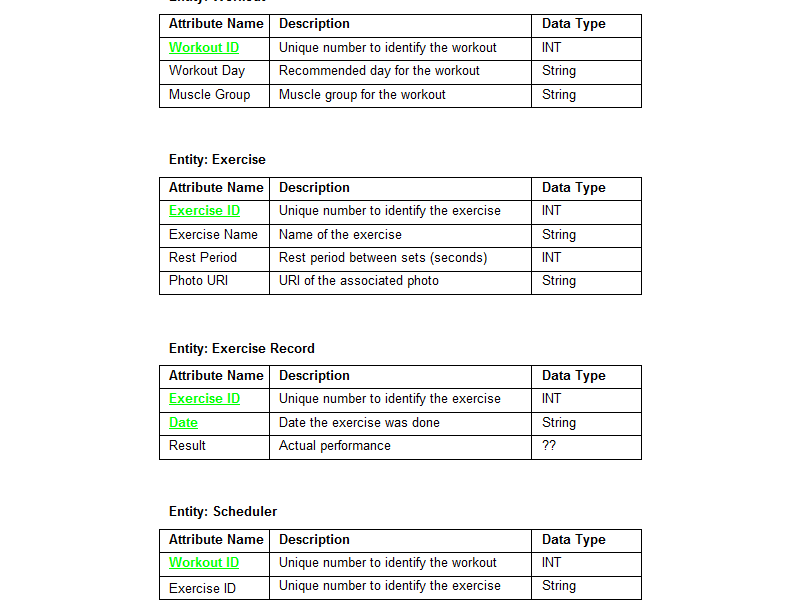 Entity: Workout
Attribute Name Description Data Type
Workout ID Unique number to identify the workout INT
Workout Day Recommended day for the workout String
Muscle Group Muscle group for the workout String
Entity: Exercise
Attribute Name Description Data Type
Exercise ID Unique number to identify the exercise INT
Exercise Name Name of the exercise String
Rest Period Rest period between sets (seconds) INT
Photo URI URI of the associated photo String
Entity: Exercise Record
Attribute Name Description Data Type
Exercise ID Unique number to identify the exercise INT
Date Date the exercise was done String
Result Actual performance ??
Entity: Scheduler
Attribute Name Description Data Type
Workout ID Unique number to identify the workout INT
Exercise ID Unique number to identify the exercise String